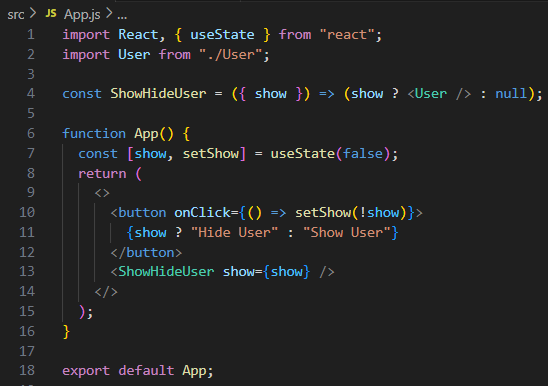 src > JS App.js > ...
1 import React, { useState } from "react";
2 import User from "./User";
3
4 const ShowHideUser = ({ show }) => (show ? <User /> : null);
5
6 function App() {
7   const [show, setShow] = useState(false);
8   return (
9     <>
10       <button onClick={() => setShow(!show)}>
11         {show ? "Hide User" : "Show User"}
12       </button>
13       <ShowHideUser show={show} />
14     </>
15   );
16 }
17
18 export default App;